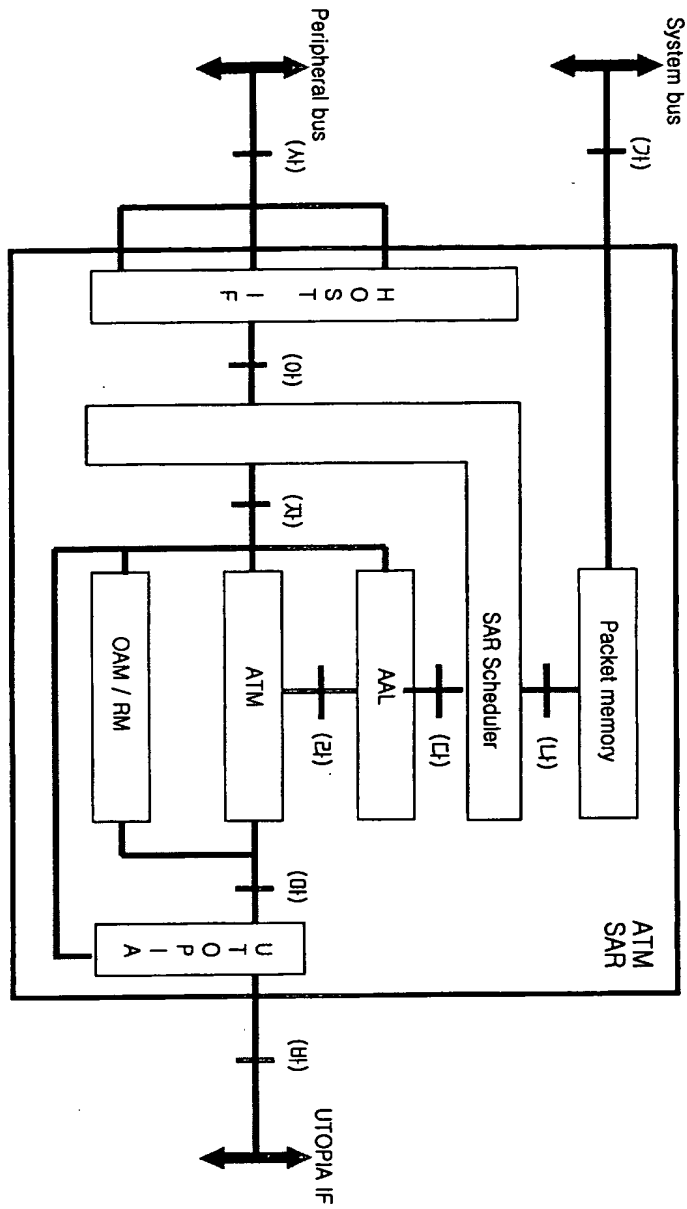 System bus
(가)
ATM
SAR
Packet memory
(나)
SAR Scheduler
(다)
AAL
(라)
Peripheral bus
(사)
HOST IF
(아)
(자)
ATM
(마)
UTOPIA
(바)
UTOPIA IF
OAM / RM